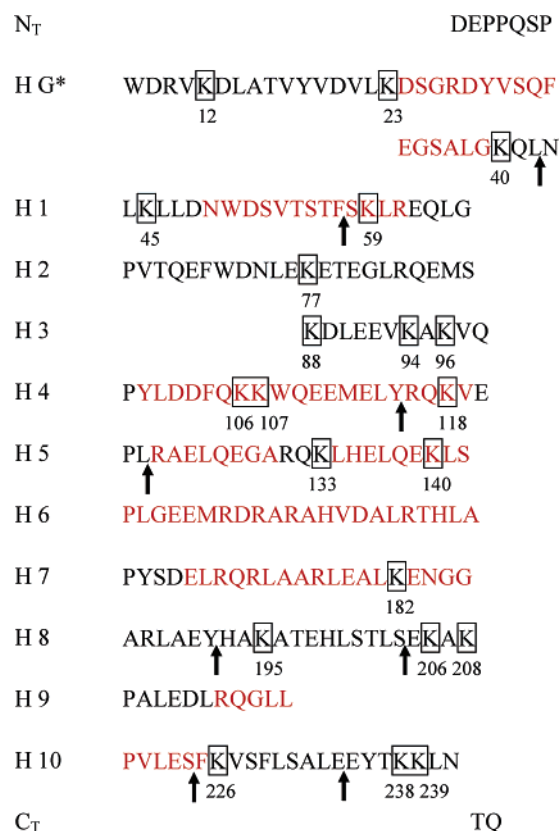 N_T DEPPQSP
H G* WDRVKDLATVYVDVLKDSGRDYVSQF
12 23
EGSALGKQLN
40
H 1 LKLLDNWDSVTSTFSKLREQLG
45 59
H 2 PVTQEFWDNLEKETEGLRQEMS
77
H 3 KDLEEVKAKVQ
88 94 96
H 4 PYLDDFQKKWQEEMELYRQKVE
106 107 118
H 5 PLRAELQEGARQKLHELQEKLS
133 140
H 6 PLGEEMRDRARAHVDALRTHLA
H 7 PYSDELRQRLAARLEALKENGG
182
H 8 ARLAEYHAKATEHLSTLSEKAK
195 206 208
H 9 PALEDLRQGLL
H 10 PVLESFKVSFLSALEEYTKKLN
226 238 239
C_T TQ